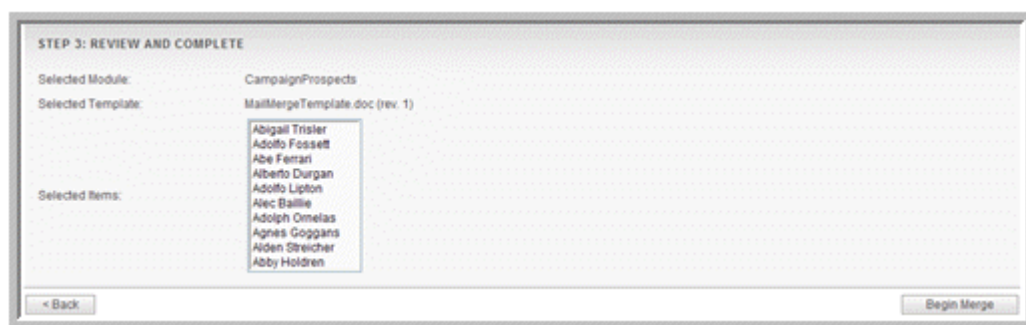 STEP 3: REVIEW AND COMPLETE
Selected Module: CampaignProspects
Selected Template: MailMergeTemplate.doc (rev. 1)
Selected Items:
Abigail Trisler
Adolfo Fossett
Abe Ferrari
Alberto Durgan
Adolfo Lipton
Alec Baillie
Adolph Ornelas
Agnes Goggans
Alden Streicher
Abby Holdren
< Back Begin Merge